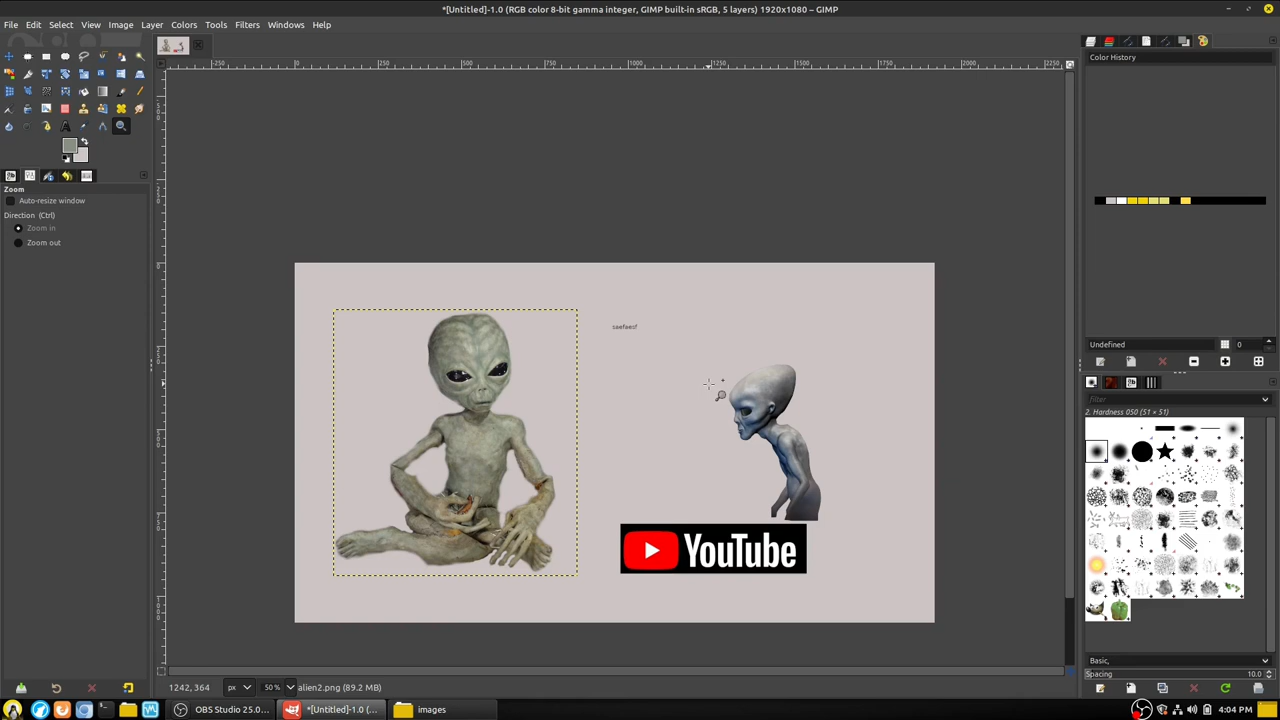 *[Untitled]-1.0 (RGB color 8-bit gamma integer, GIMP built-in sRGB, 5 layers) 1920x1080 – GIMP
File Edit Select View Image Layer Colors Tools Filters Windows Help
Color History
Zoom
Auto-resize window
Direction (Ctrl)
Zoom in
Zoom out
saefaesf
YouTube
Undefined
0
filter
2. Hardness 050 (51 × 51)
Basic,
Spacing 10.0
1242, 364 px 50 % alien2.png (89.2 MB)
OBS Studio 25.0... *[Untitled]-1.0 (... images 4:04 PM